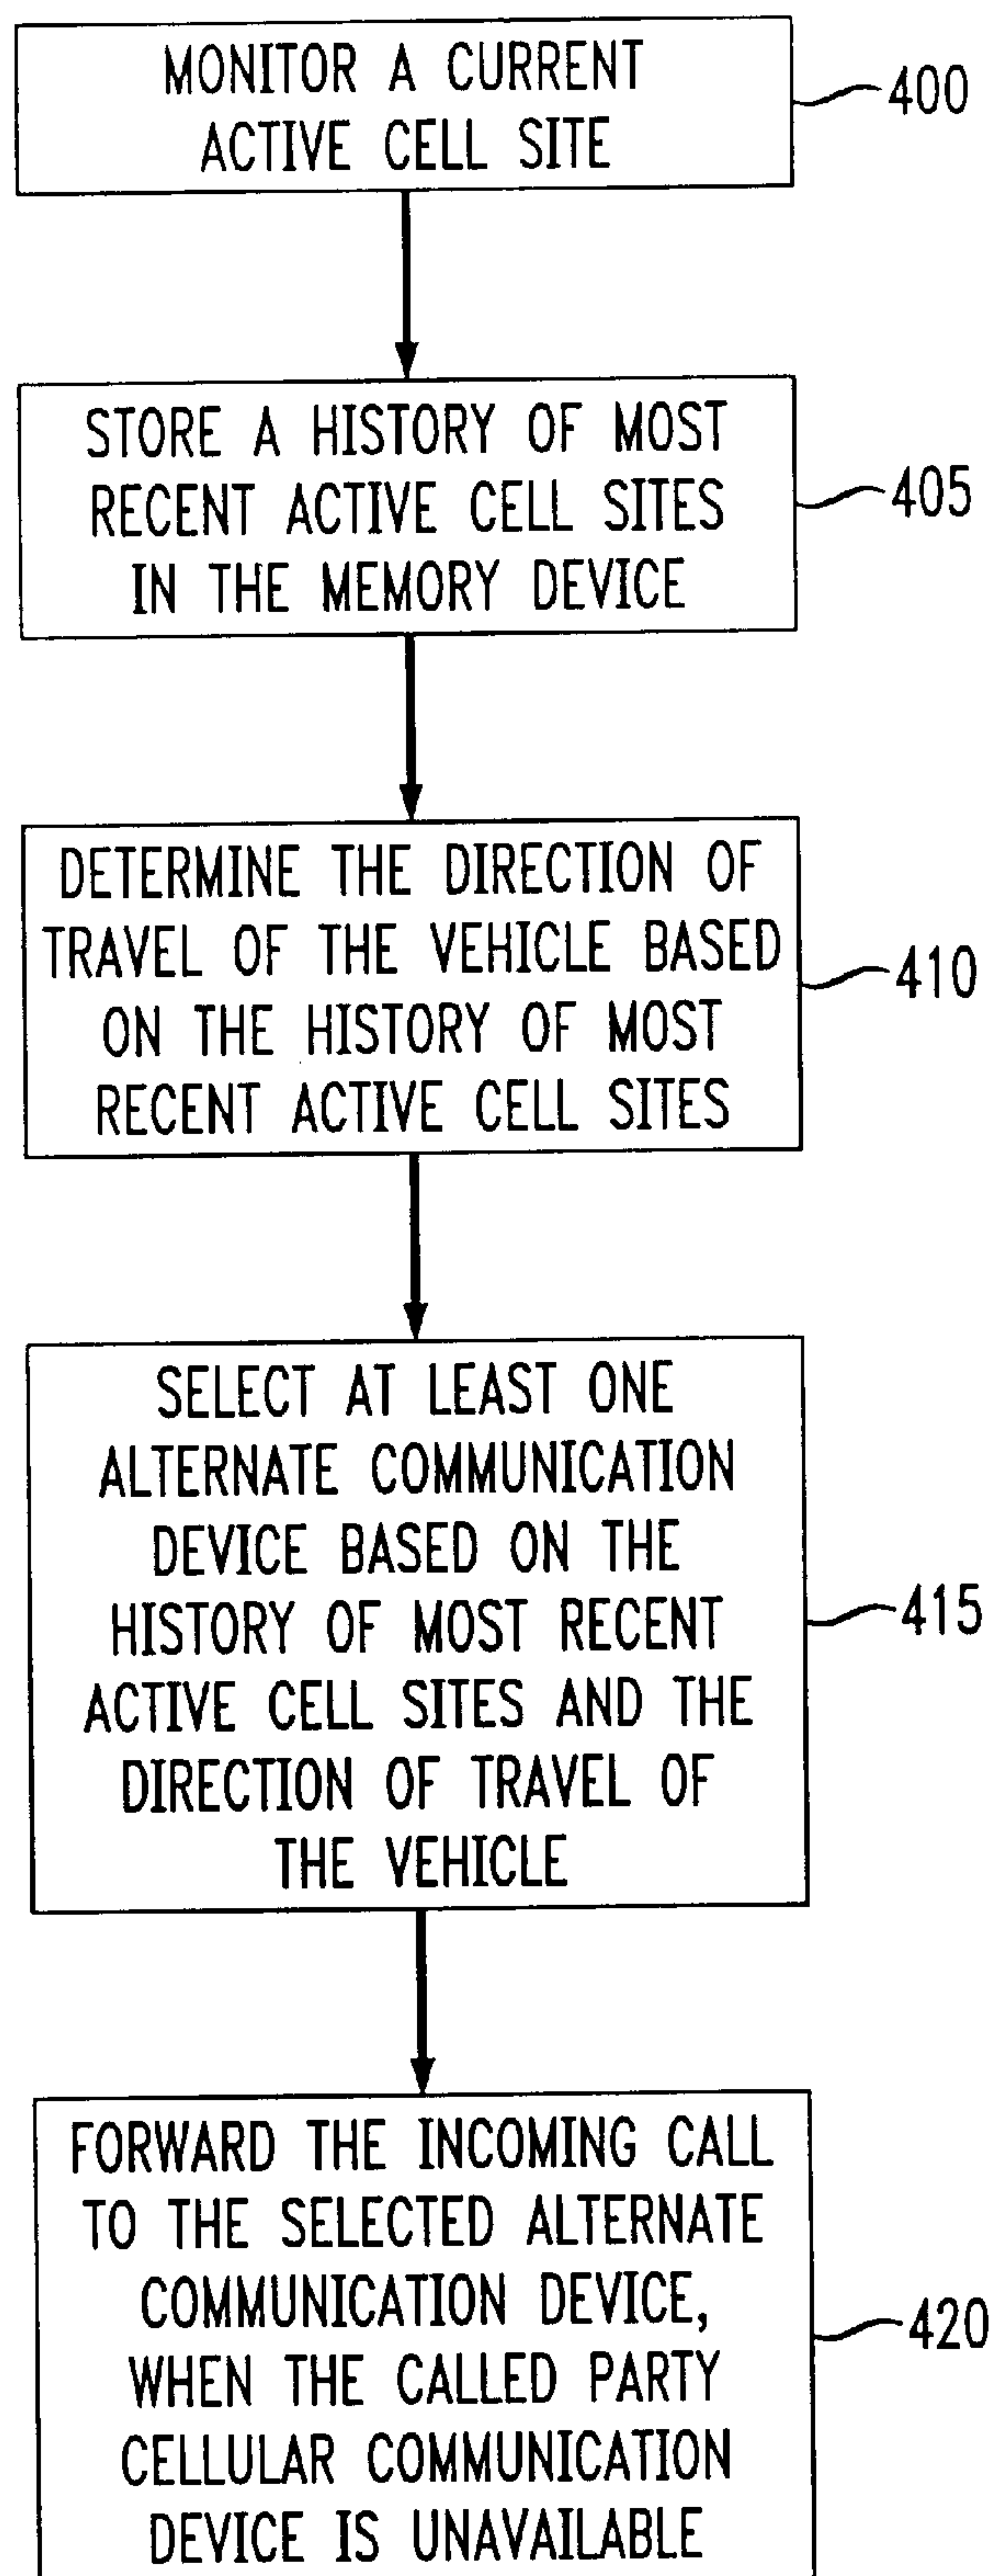 MONITOR A CURRENT
ACTIVE CELL SITE
400
STORE A HISTORY OF MOST
RECENT ACTIVE CELL SITES
IN THE MEMORY DEVICE
405
DETERMINE THE DIRECTION OF
TRAVEL OF THE VEHICLE BASED
ON THE HISTORY OF MOST
RECENT ACTIVE CELL SITES
410
SELECT AT LEAST ONE
ALTERNATE COMMUNICATION
DEVICE BASED ON THE
HISTORY OF MOST RECENT
ACTIVE CELL SITES AND THE
DIRECTION OF TRAVEL OF
THE VEHICLE
415
FORWARD THE INCOMING CALL
TO THE SELECTED ALTERNATE
COMMUNICATION DEVICE,
WHEN THE CALLED PARTY
CELLULAR COMMUNICATION
DEVICE IS UNAVAILABLE
420